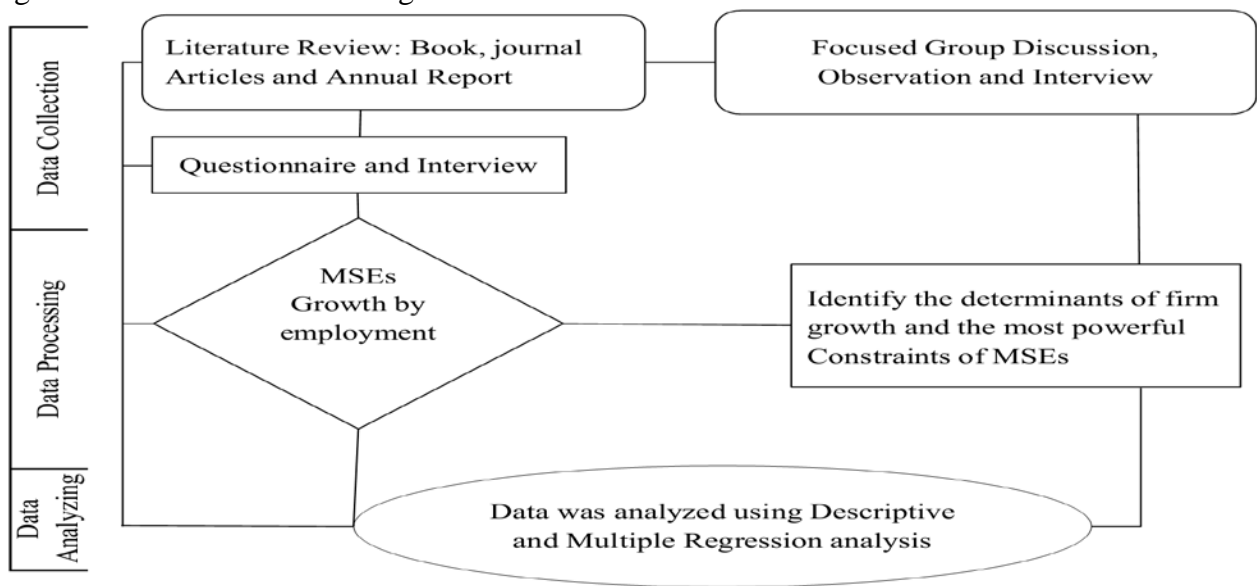 Literature Review: Book, journal
Articles and Annual Report
Focused Group Discussion,
Observation and Interview
Data Collection
Questionnaire and Interview
MSEs
Growth by
employment
Identify the determinants of firm
growth and the most powerful
Constraints of MSEs
Data Processing
Data was analyzed using Descriptive
and Multiple Regression analysis
Data
Analyzing